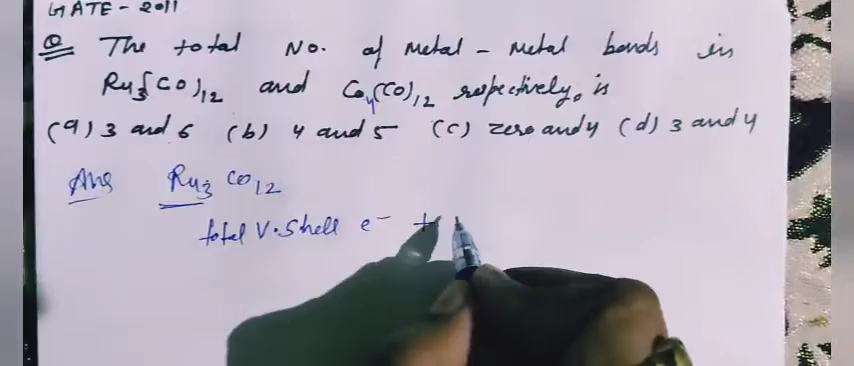 GATE - 2011
Q The total No. of metal - metal bonds in
Ru3(CO)12 and Co4(CO)12 respectively, is
(a) 3 and 6 (b) 4 and 5 (c) zero and 4 (d) 3 and 4
Ans Ru3 CO12
total V. Shell e-